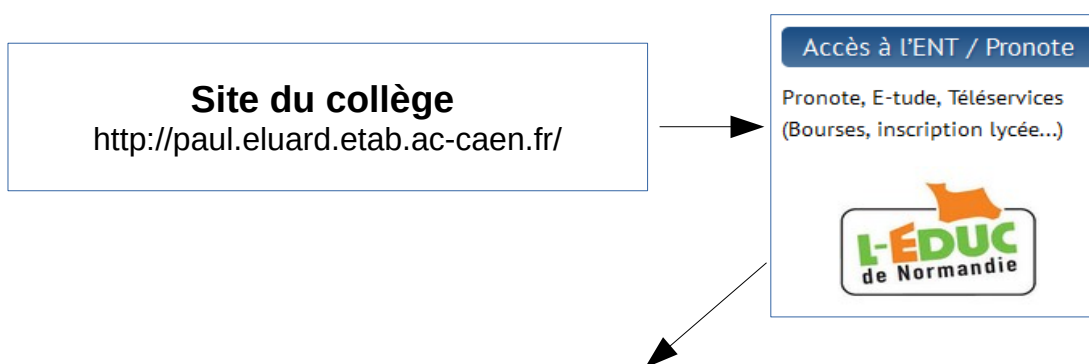 Site du collège
http://paul.eluard.etab.ac-caen.fr/
Accès à l'ENT / Pronote
Pronote, E-tude, Téléservices
(Bourses, inscription lycée...)
L-ÉDUC
de Normandie